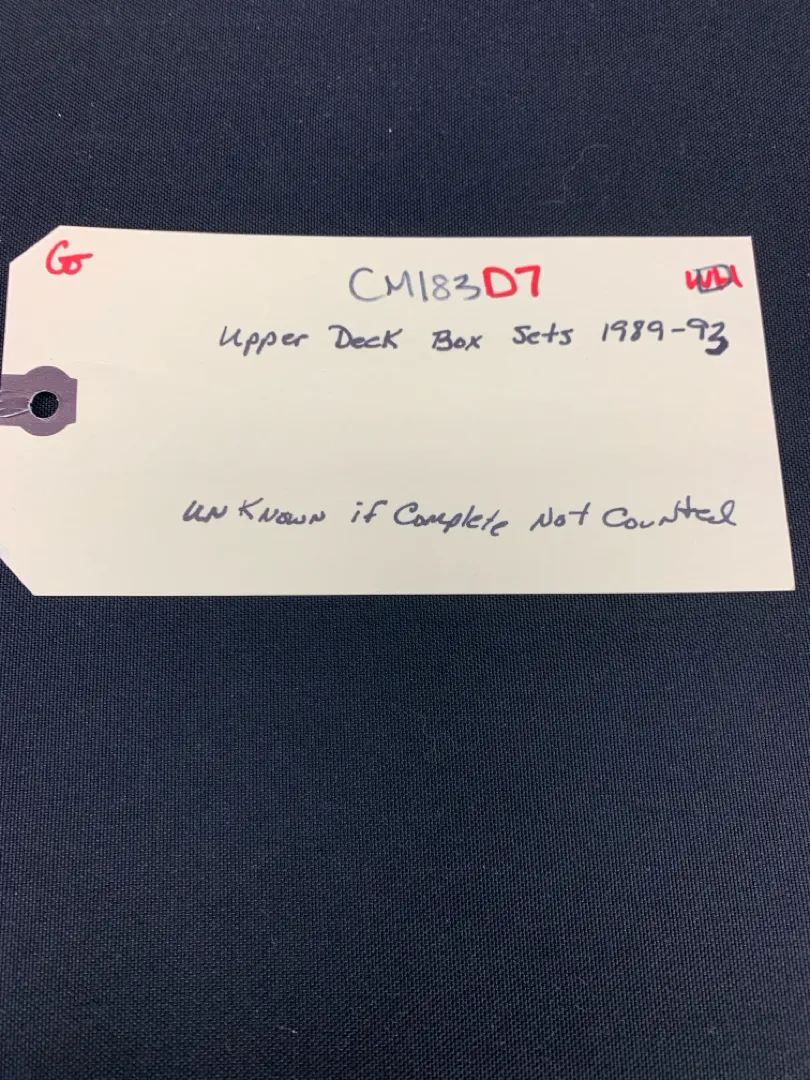 Go
CM183D7
Upper Deck Box Sets 1989-93
UNKNOWN if Complete Not Counted